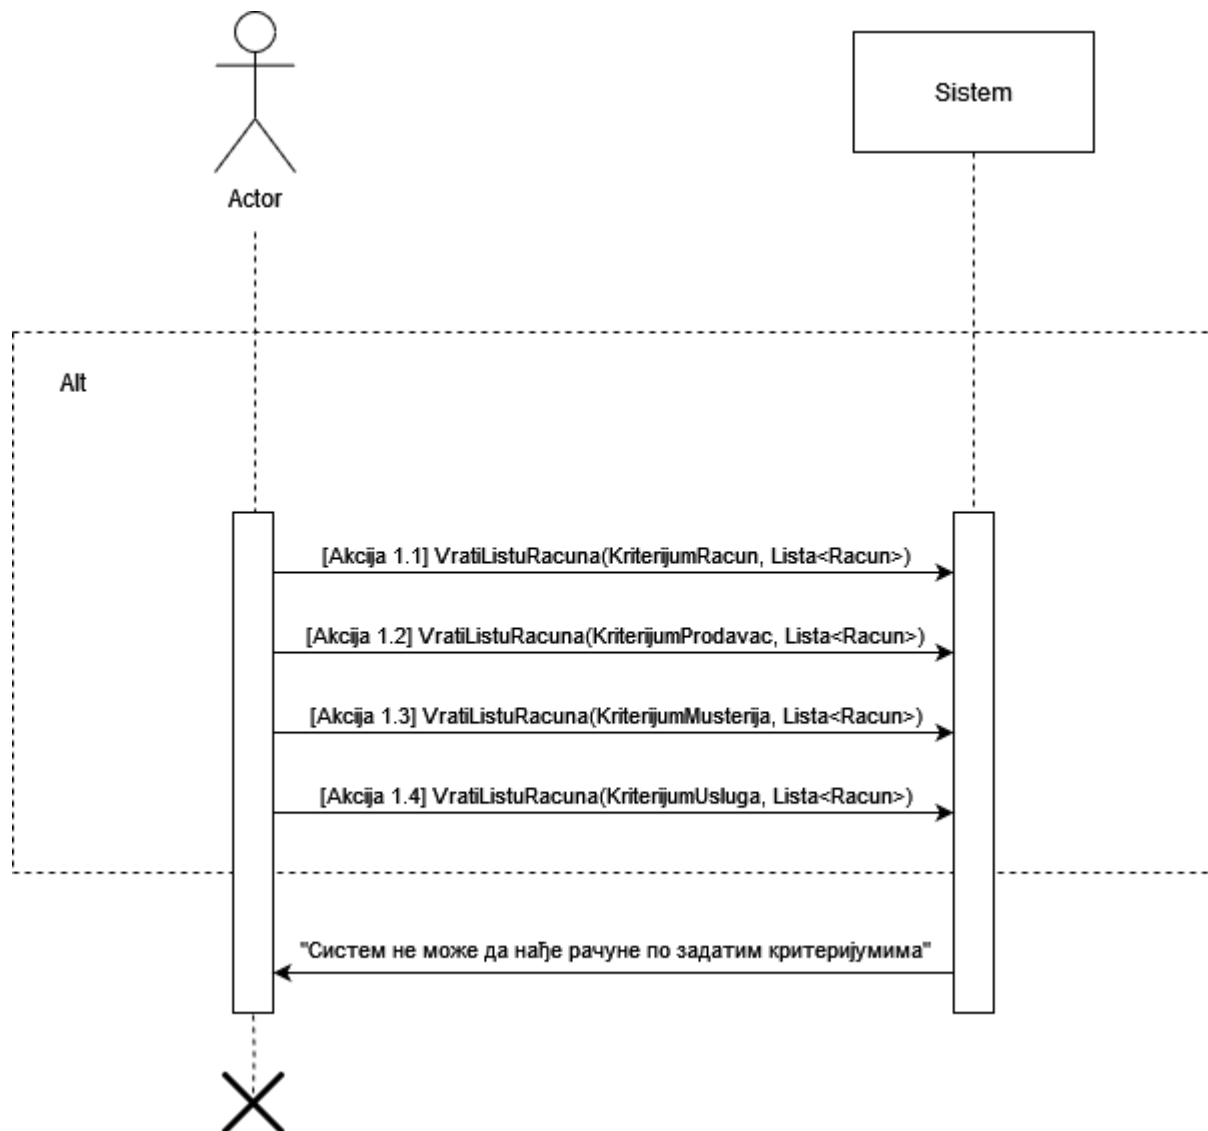 Sistem
Actor
Alt
[Akcija 1.1] VratiListuRacuna(KriterijumRacun, Lista<Racun>)
[Akcija 1.2] VratiListuRacuna(KriterijumProdavac, Lista<Racun>)
[Akcija 1.3] VratiListuRacuna(KriterijumMusterija, Lista<Racun>)
[Akcija 1.4] VratiListuRacuna(KriterijumUsluga, Lista<Racun>)
"Систем не може да нађе рачуне по задатим критеријумима"